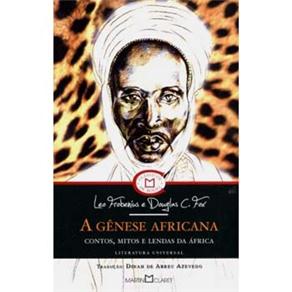 M
Leo Frobenius e Douglas C. Fox
A GÊNESE AFRICANA
CONTOS, MITOS E LENDAS DA ÁFRICA
LITERATURA UNIVERSAL
TRADUÇÃO DINAH DE ABREU AZEVEDO
MARTIN CLARET